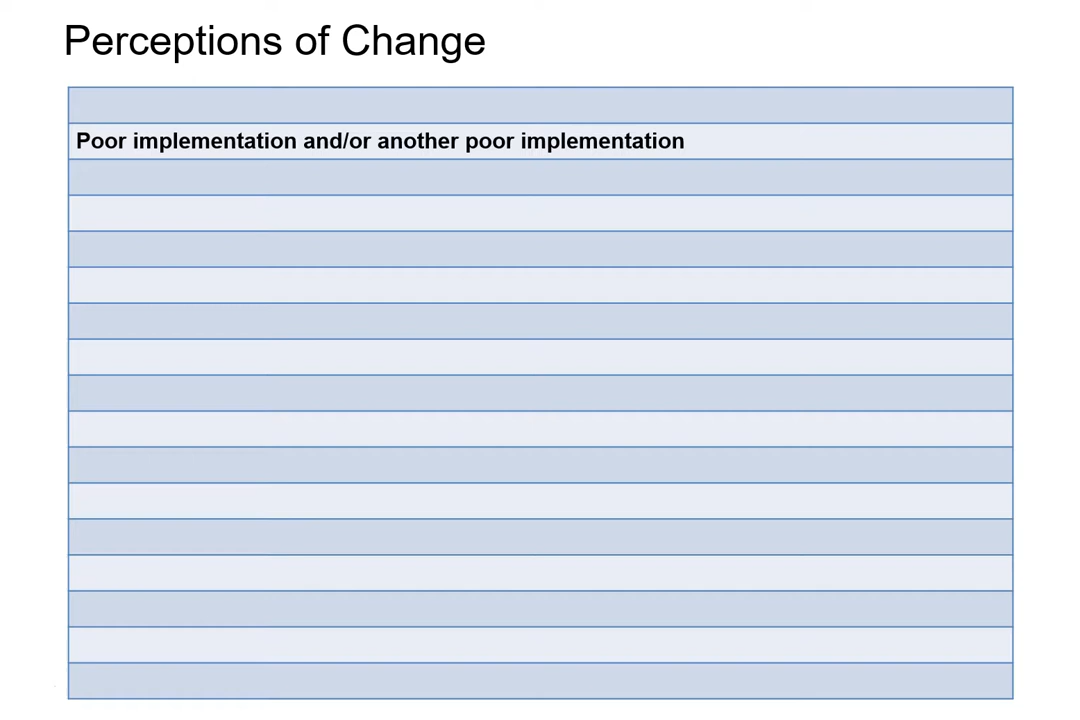 Perceptions of Change
Poor implementation and/or another poor implementation